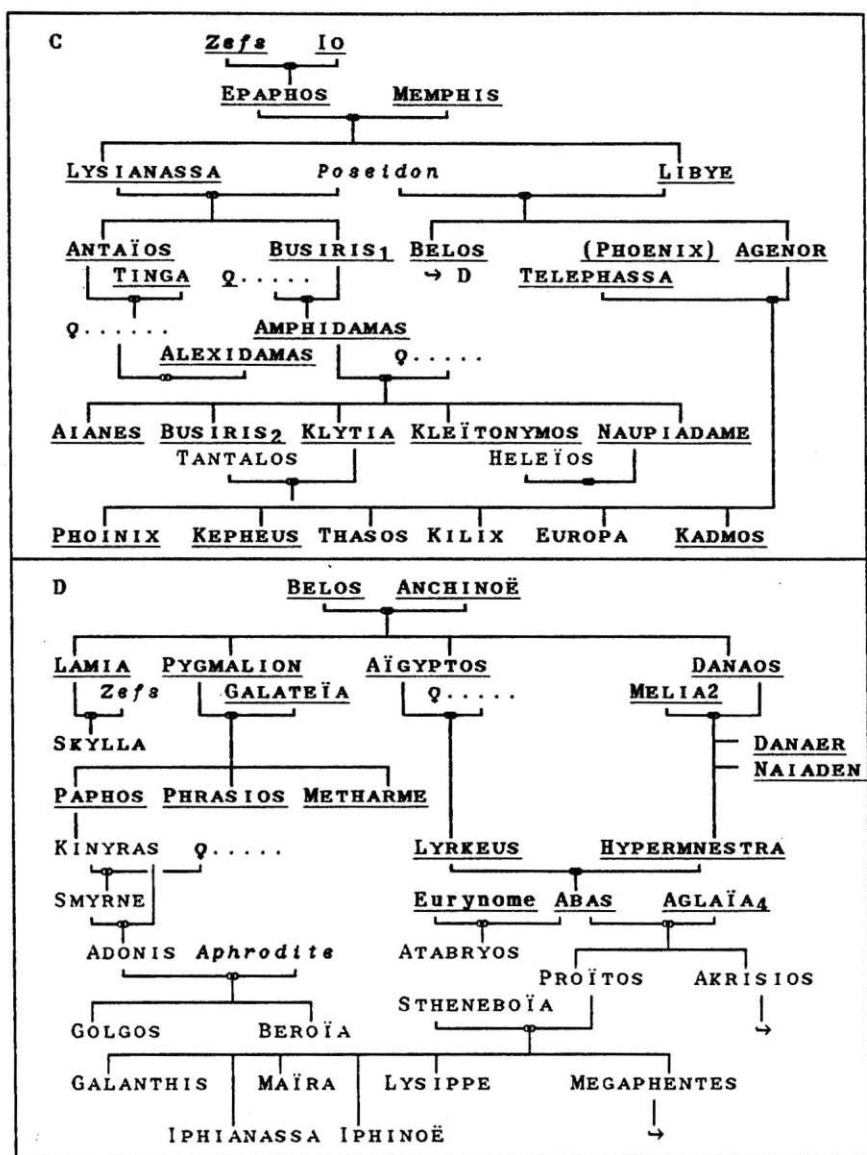 C Zefs Io
EPAPHOS MEMPHIS
LYSIANASSA Poseidon LIBYE
ANTAÏOS BUSIRIS1 BELOS (PHOENIX) AGENOR
TINGA ♀..... ↪ D TELEPHASSA
♀...... AMPHIDAMAS
ALEXIDAMAS ♀.....
AIANES BUSIRIS2 KLYTIA KLEÏTONYMOS NAUPIADAME
TANTALOS HELEÏOS
PHOINIX KEPHEUS THASOS KILIX EUROPA KADMOS
D BELOS ANCHINOË
LAMIA PYGMALION AÏGYPTOS DANAOS
Zefs GALATEÏA ♀..... MELIA2
SKYLLA DANAER
NAIADEN
PAPHOS PHRASIOS METHARME
KINYRAS ♀..... LYRKEUS HYPERMNESTRA
SMYRNE Eurynome ABAS AGLAÏA4
ADONIS Aphrodite ATABRYOS
PROÏTOS AKRISIOS
STHENEBOÏA
GOLGOS BEROÏA ↪
GALANTHIS MAÏRA LYSIPPE MEGAPHENTES
IPHIANASSA IPHINOË ↪